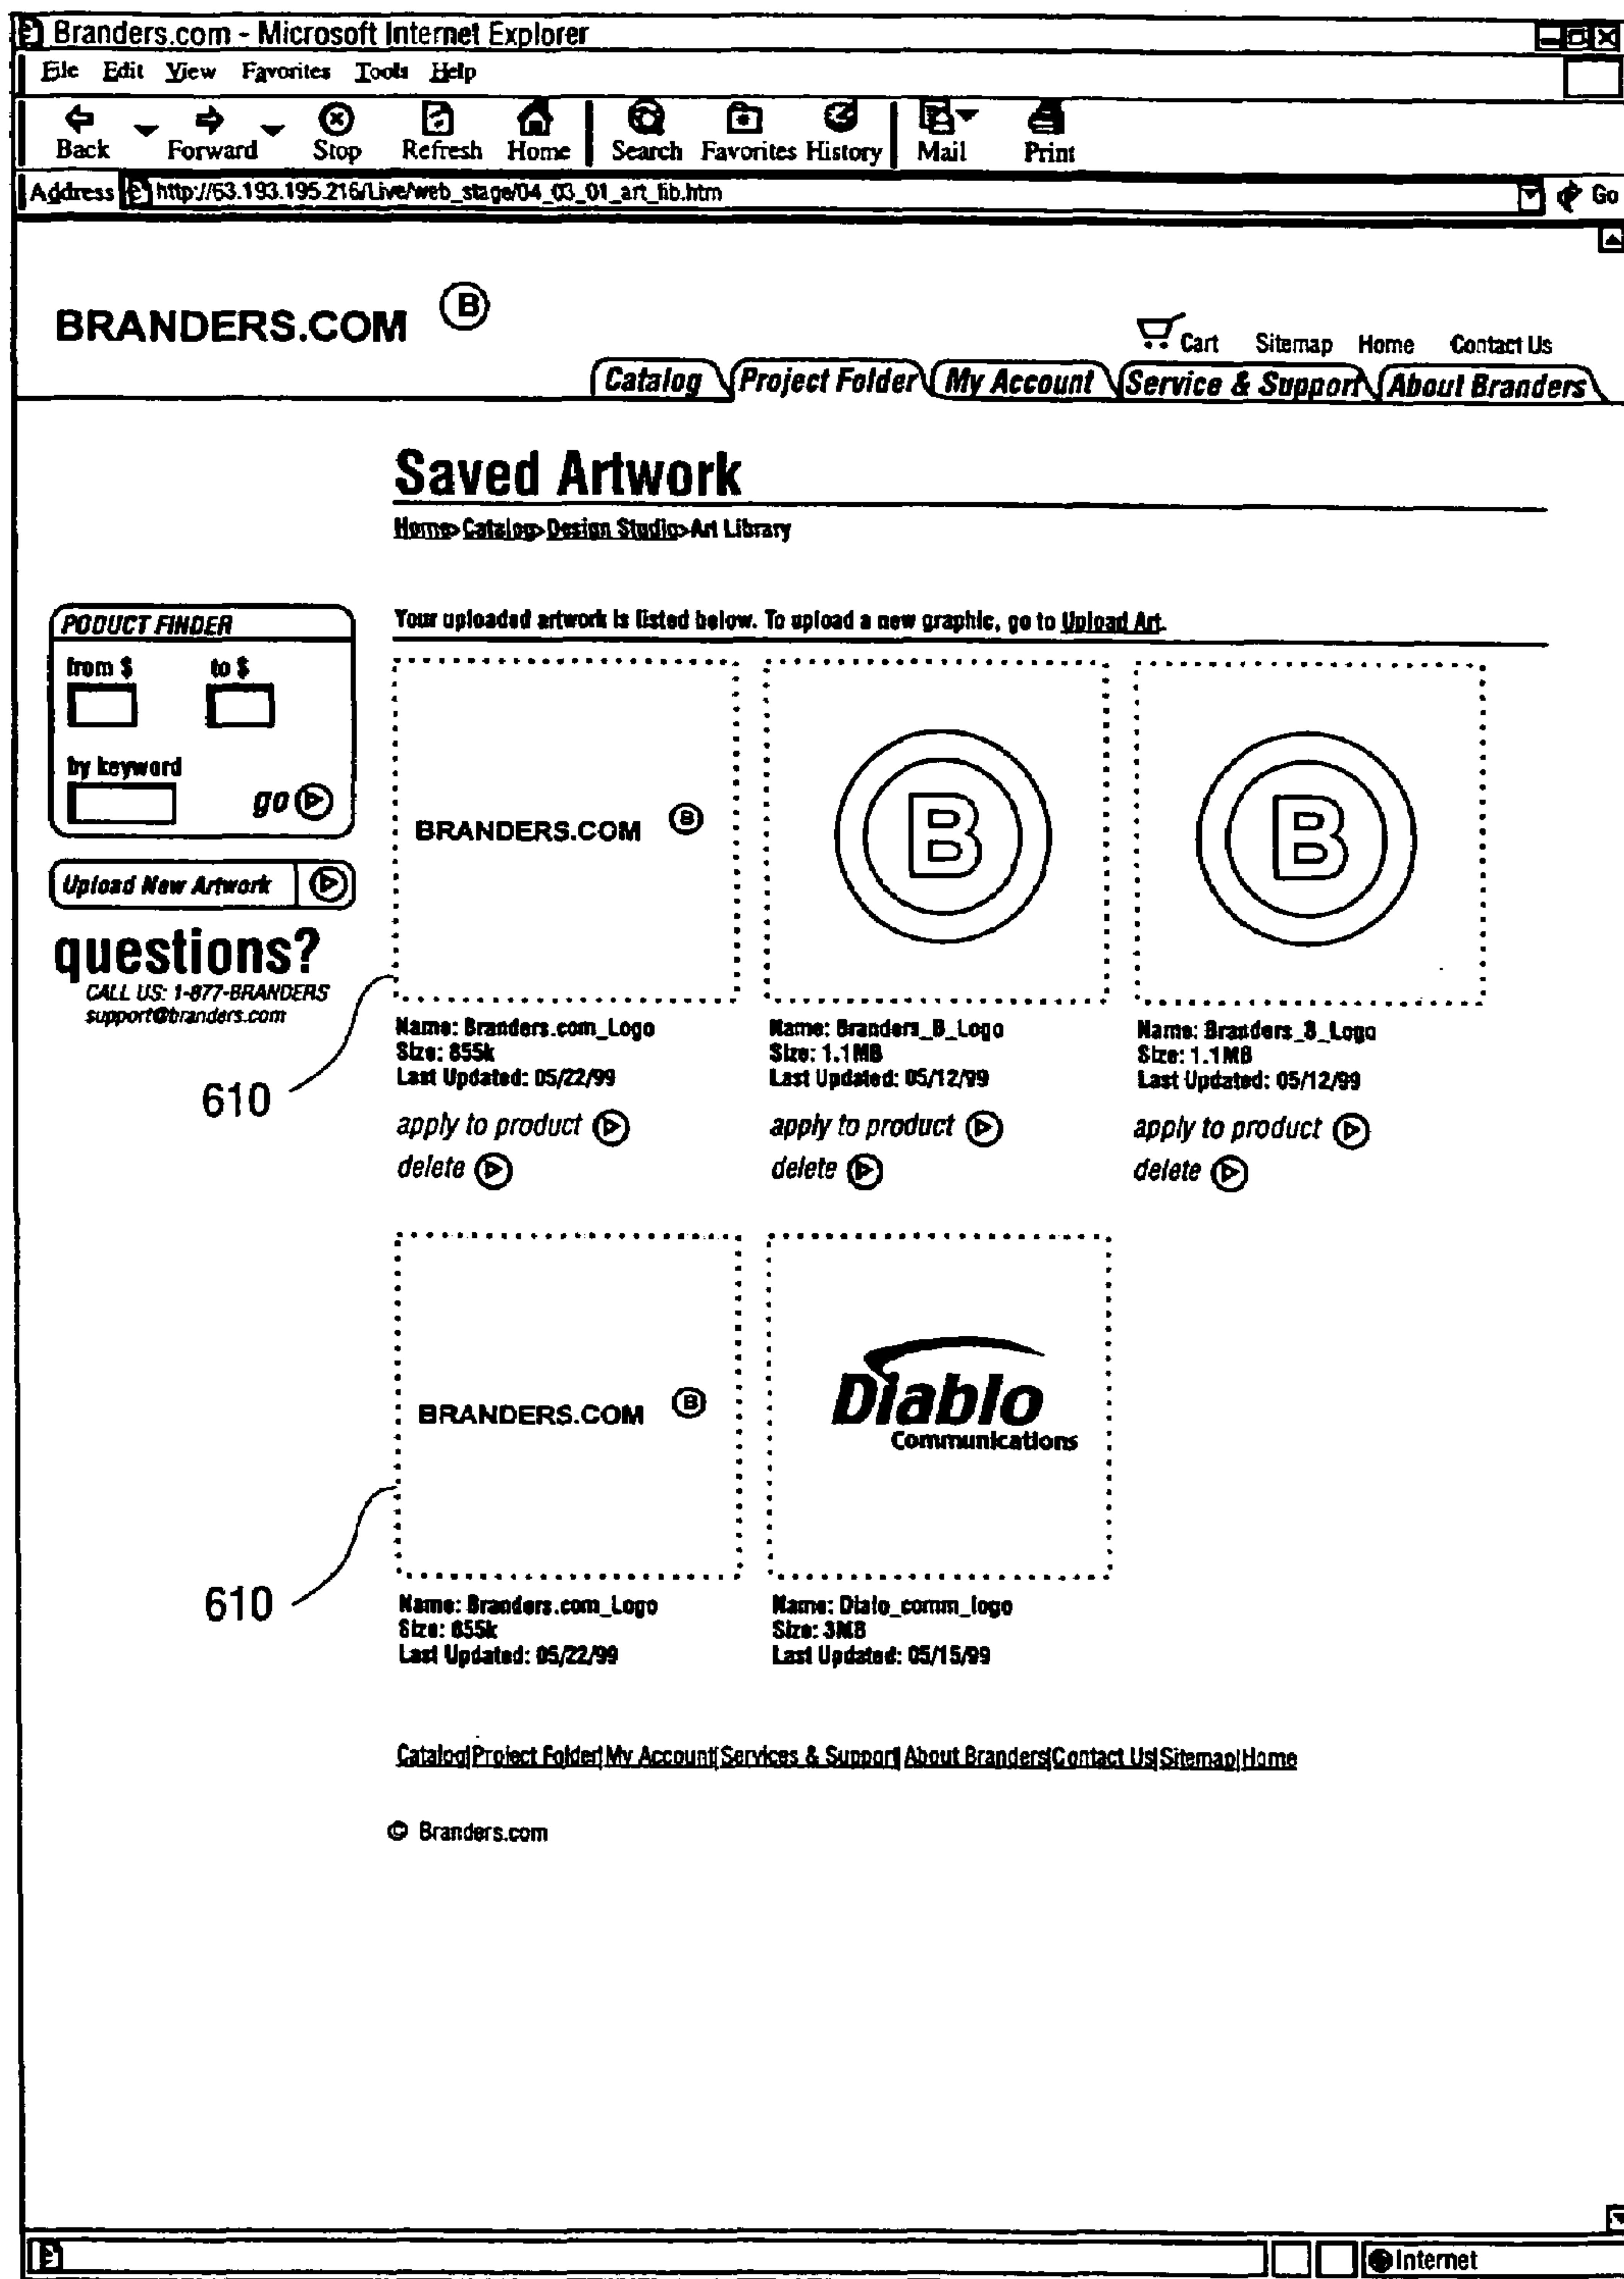 Branders.com - Microsoft Internet Explorer
File Edit View Favorites Tools Help
Back Forward Stop Refresh Home Search Favorites History Mail Print
Address http://63.193.195.216/Live/web_stage/04_03_01_art_lib.htm Go
BRANDERS.COM B
Cart Sitemap Home Contact Us
Catalog Project Folder My Account Service & Support About Branders
Saved Artwork
Home>Catalog>Design Studio>Art Library
Your uploaded artwork is listed below. To upload a new graphic, go to Upload Art.
PODUCT FINDER
from $ to $
by keyword
go
Upload New Artwork
questions?
CALL US: 1-877-BRANDERS
support@branders.com
BRANDERS.COM B
B
B
Name: Branders.com_Logo
Size: 855k
Last Updated: 05/22/99
apply to product
delete
Name: Branders_B_Logo
Size: 1.1MB
Last Updated: 05/12/99
apply to product
delete
Name: Branders_B_Logo
Size: 1.1MB
Last Updated: 05/12/99
apply to product
delete
610
BRANDERS.COM B
Diablo
Communications
610
Name: Branders.com_Logo
Size: 855k
Last Updated: 05/22/99
Name: Dialo_comm_logo
Size: 3MB
Last Updated: 05/15/99
Catalog|Project Folder|My Account|Services & Support|About Branders|Contact Us|Sitemap|Home
© Branders.com
Internet